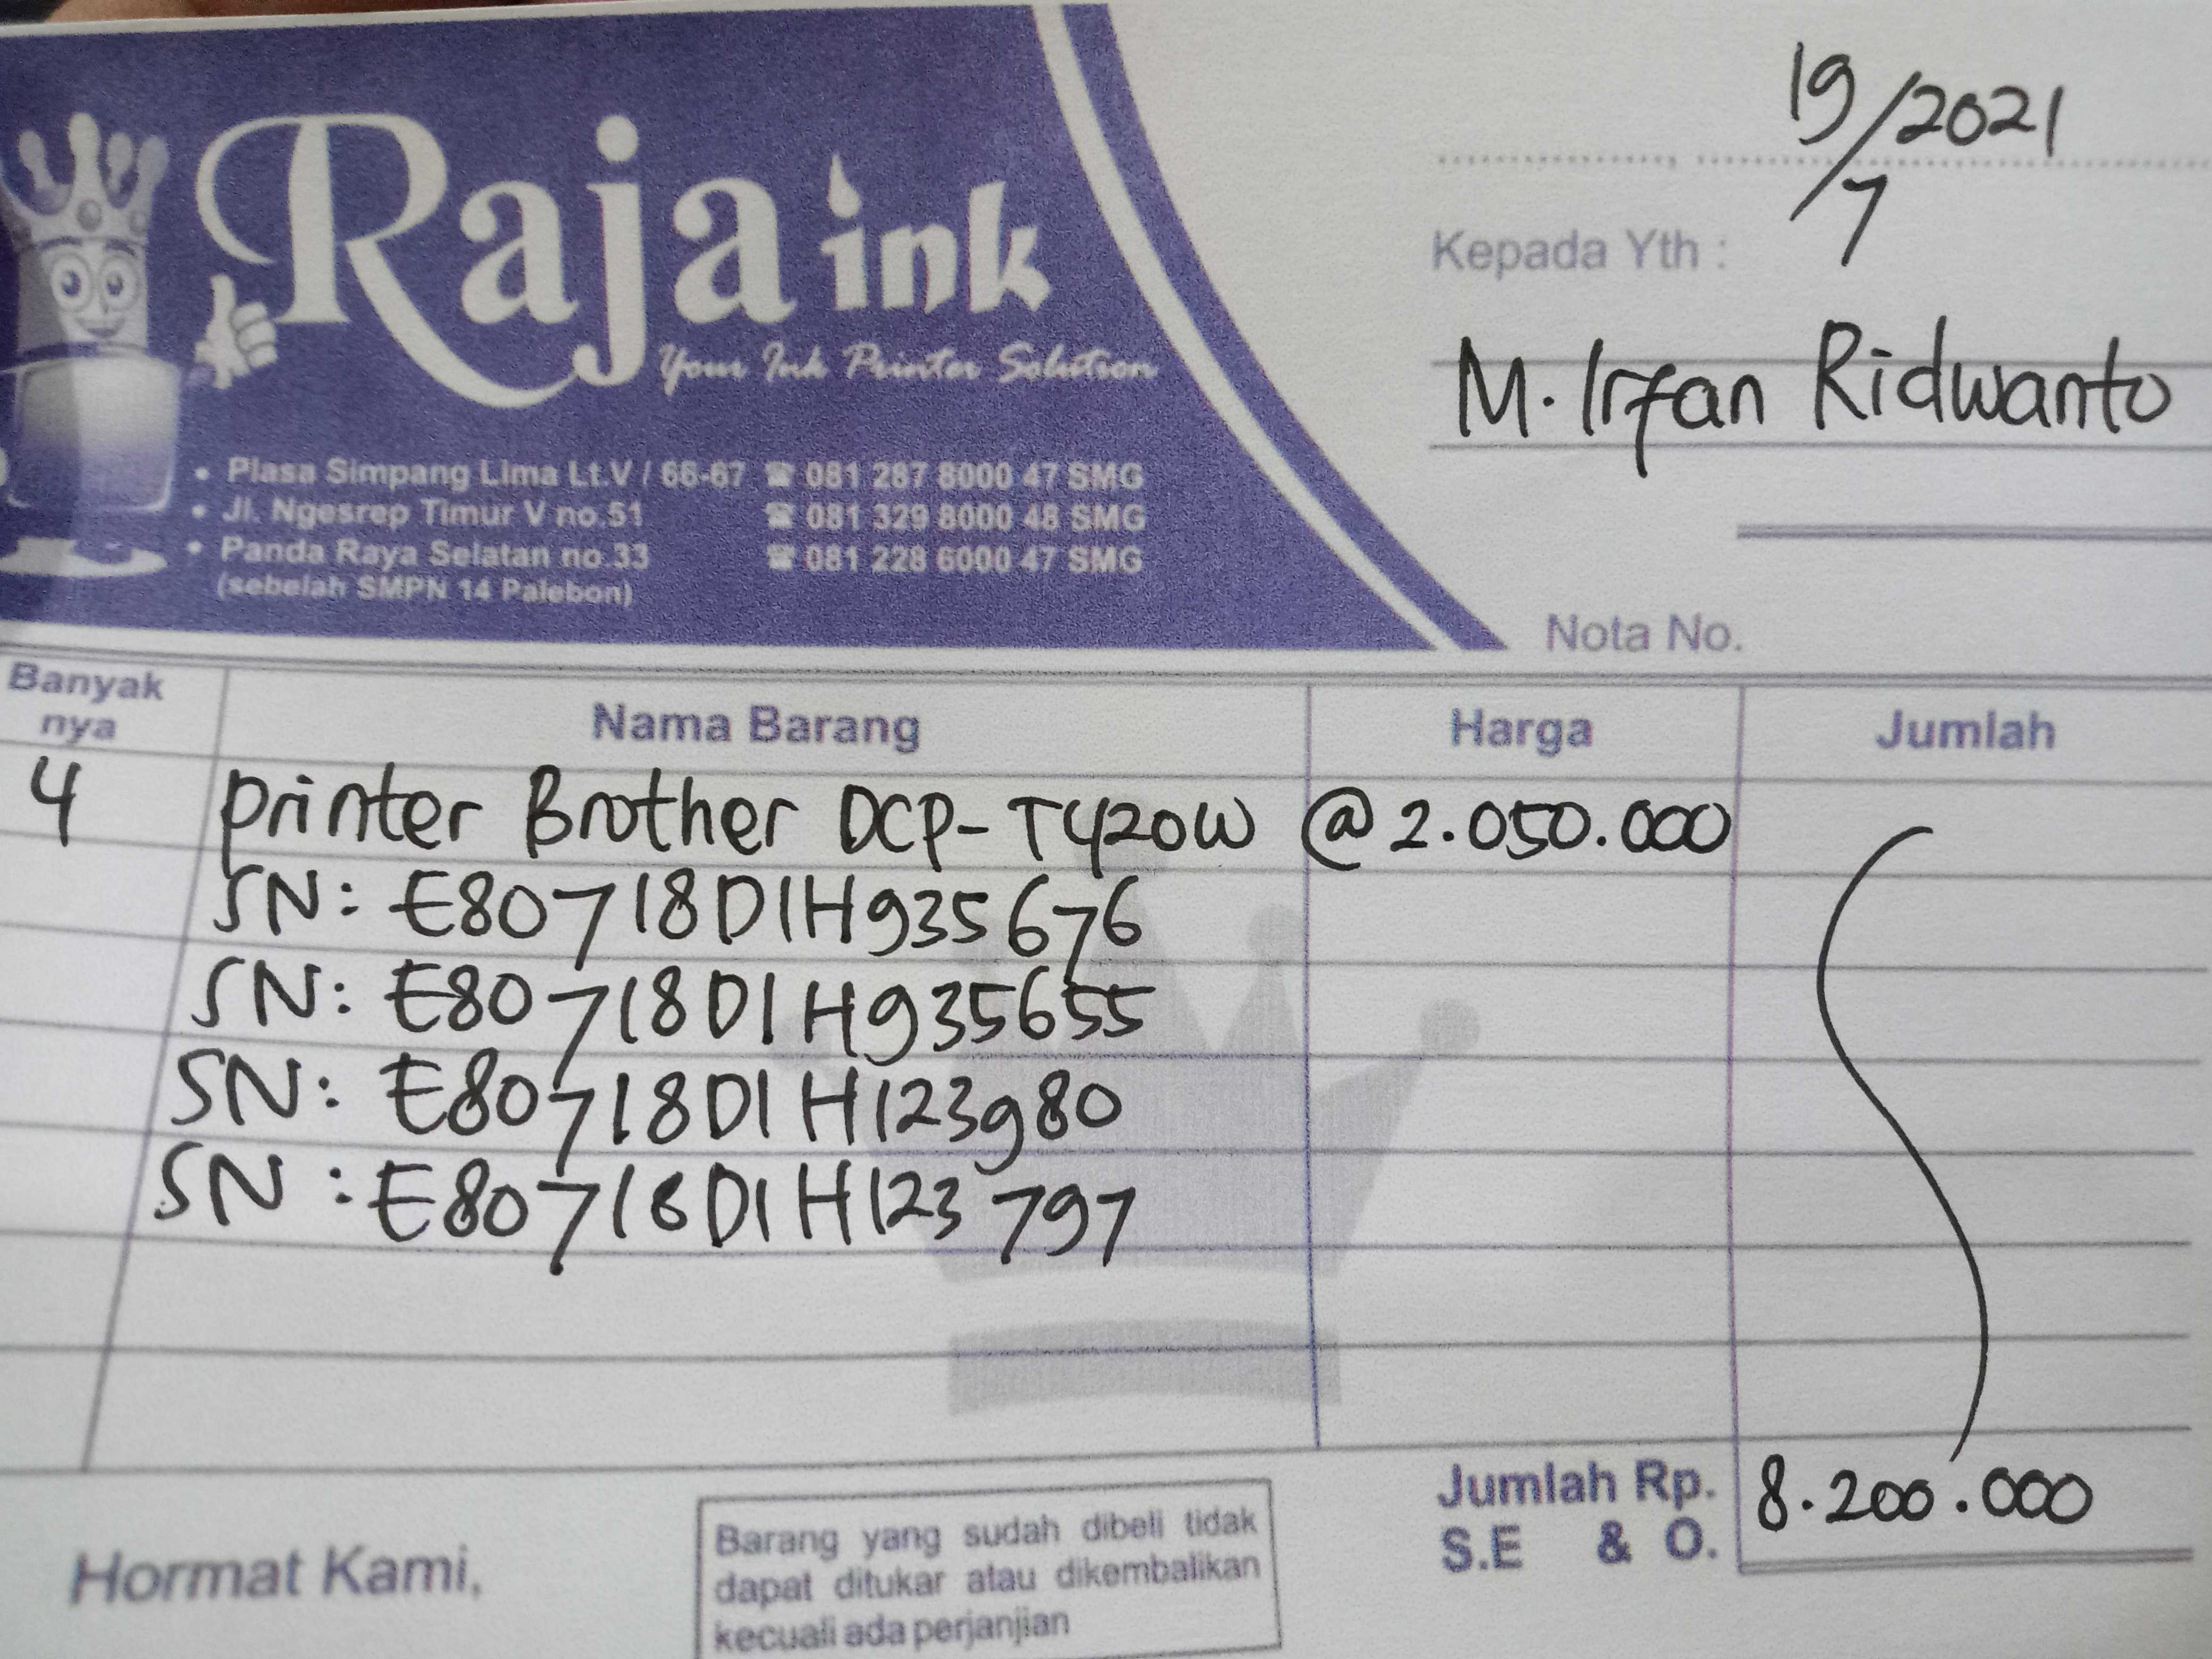 Raja ink
Your Ink Printer Solution
• Plasa Simpang Lima Lt.V / 66-67 ☎ 081 287 8000 47 SMG
• Jl. Ngesrep Timur V no.51 ☎ 081 329 8000 48 SMG
• Panda Raya Selatan no.33 ☎ 081 228 6000 47 SMG
(sebelah SMPN 14 Palebon)
19/7/2021
Kepada Yth :
M. Irfan Ridwanto
Nota No.
Banyak nya Nama Barang Harga Jumlah
4 printer Brother DCP-T420W @ 2.050.000
SN: E80718D1H935676
SN: E80718D1H935655
SN: E80718D1H123980
SN: E80718D1H123797
Jumlah Rp. 8.200.000
S.E & O.
Hormat Kami,
Barang yang sudah dibeli tidak
dapat ditukar atau dikembalikan
kecuali ada perjanjian